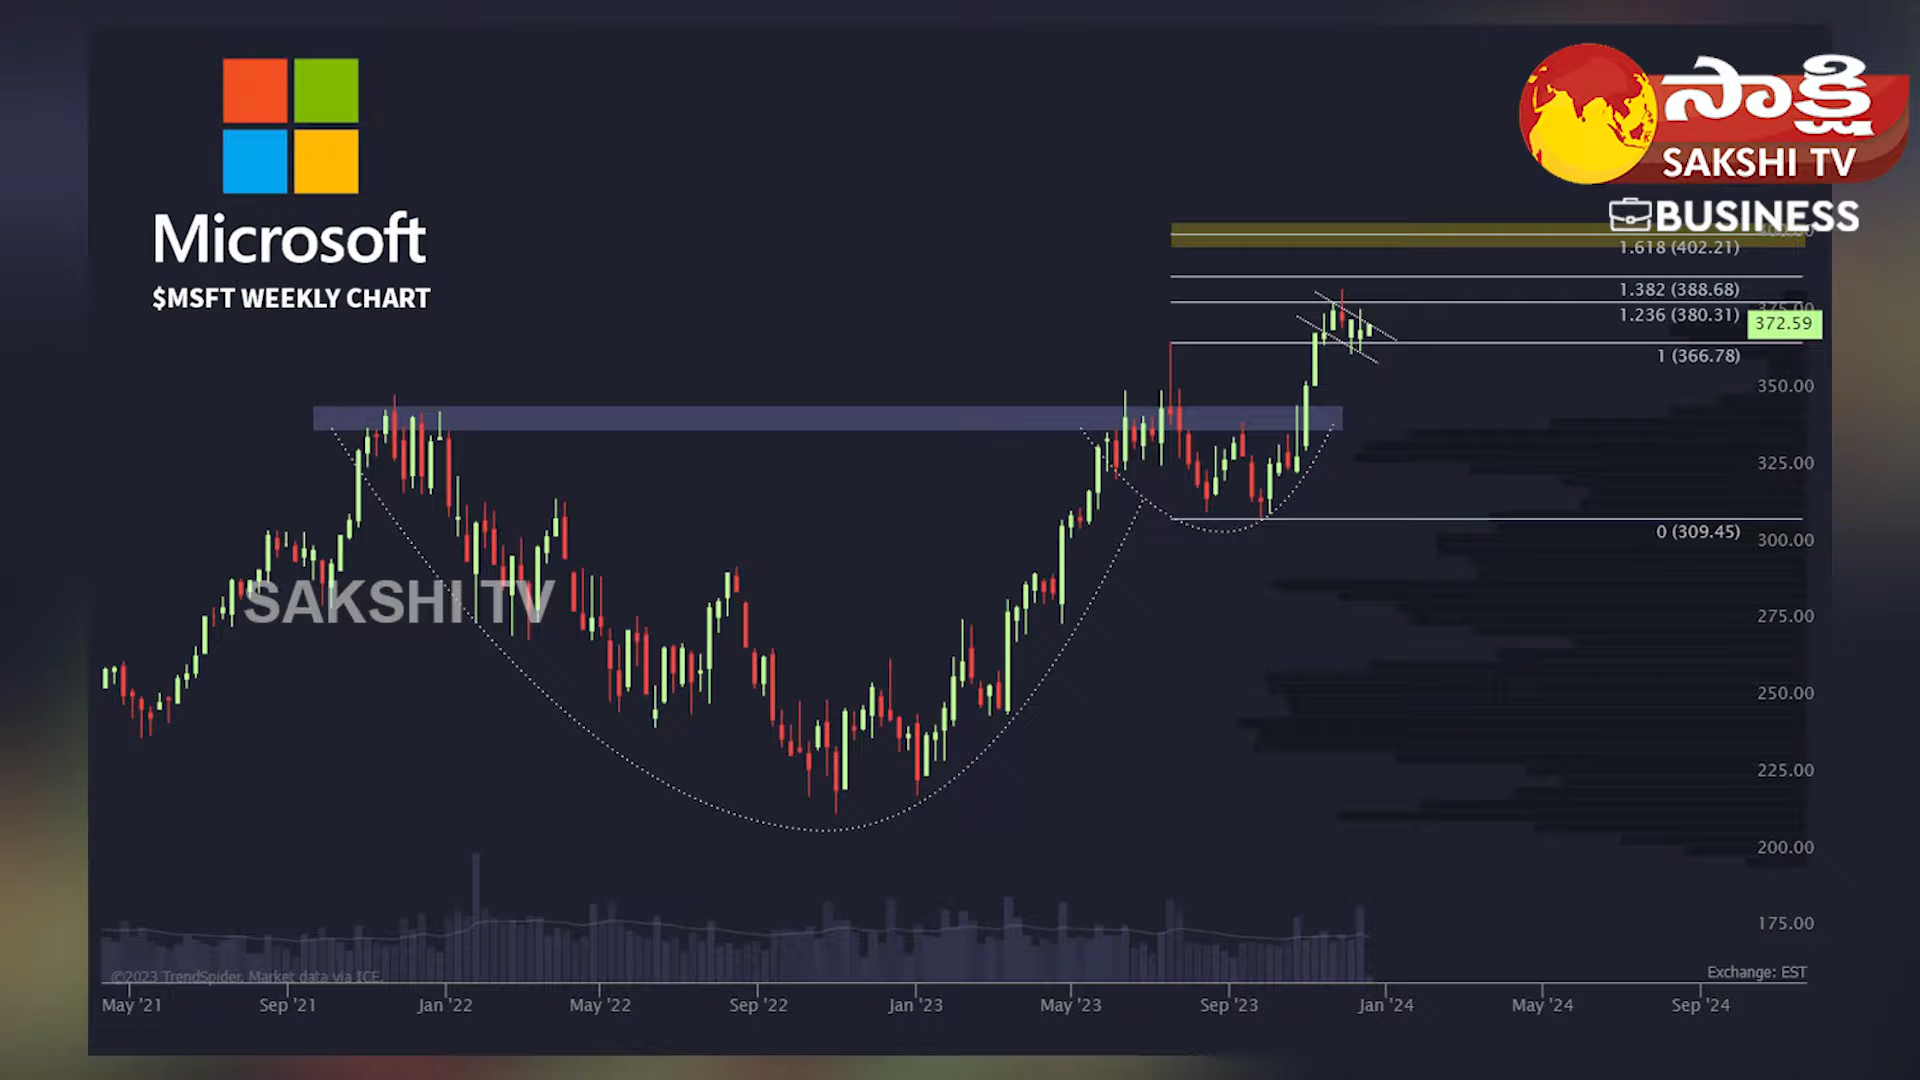 Microsoft
$MSFT WEEKLY CHART
సాక్షి
SAKSHI TV
BUSINESS
1.618 (402.21)
1.382 (388.68)
375.00
1.236 (380.31)
372.59
1 (366.78)
350.00
325.00
0 (309.45)
300.00
SAKSHI TV
275.00
250.00
225.00
200.00
175.00
©2023 TrendSpider. Market data via ICE.
Exchange: EST
May '21 Sep '21 Jan '22 May '22 Sep '22 Jan '23 May '23 Sep '23 Jan '24 May '24 Sep '24